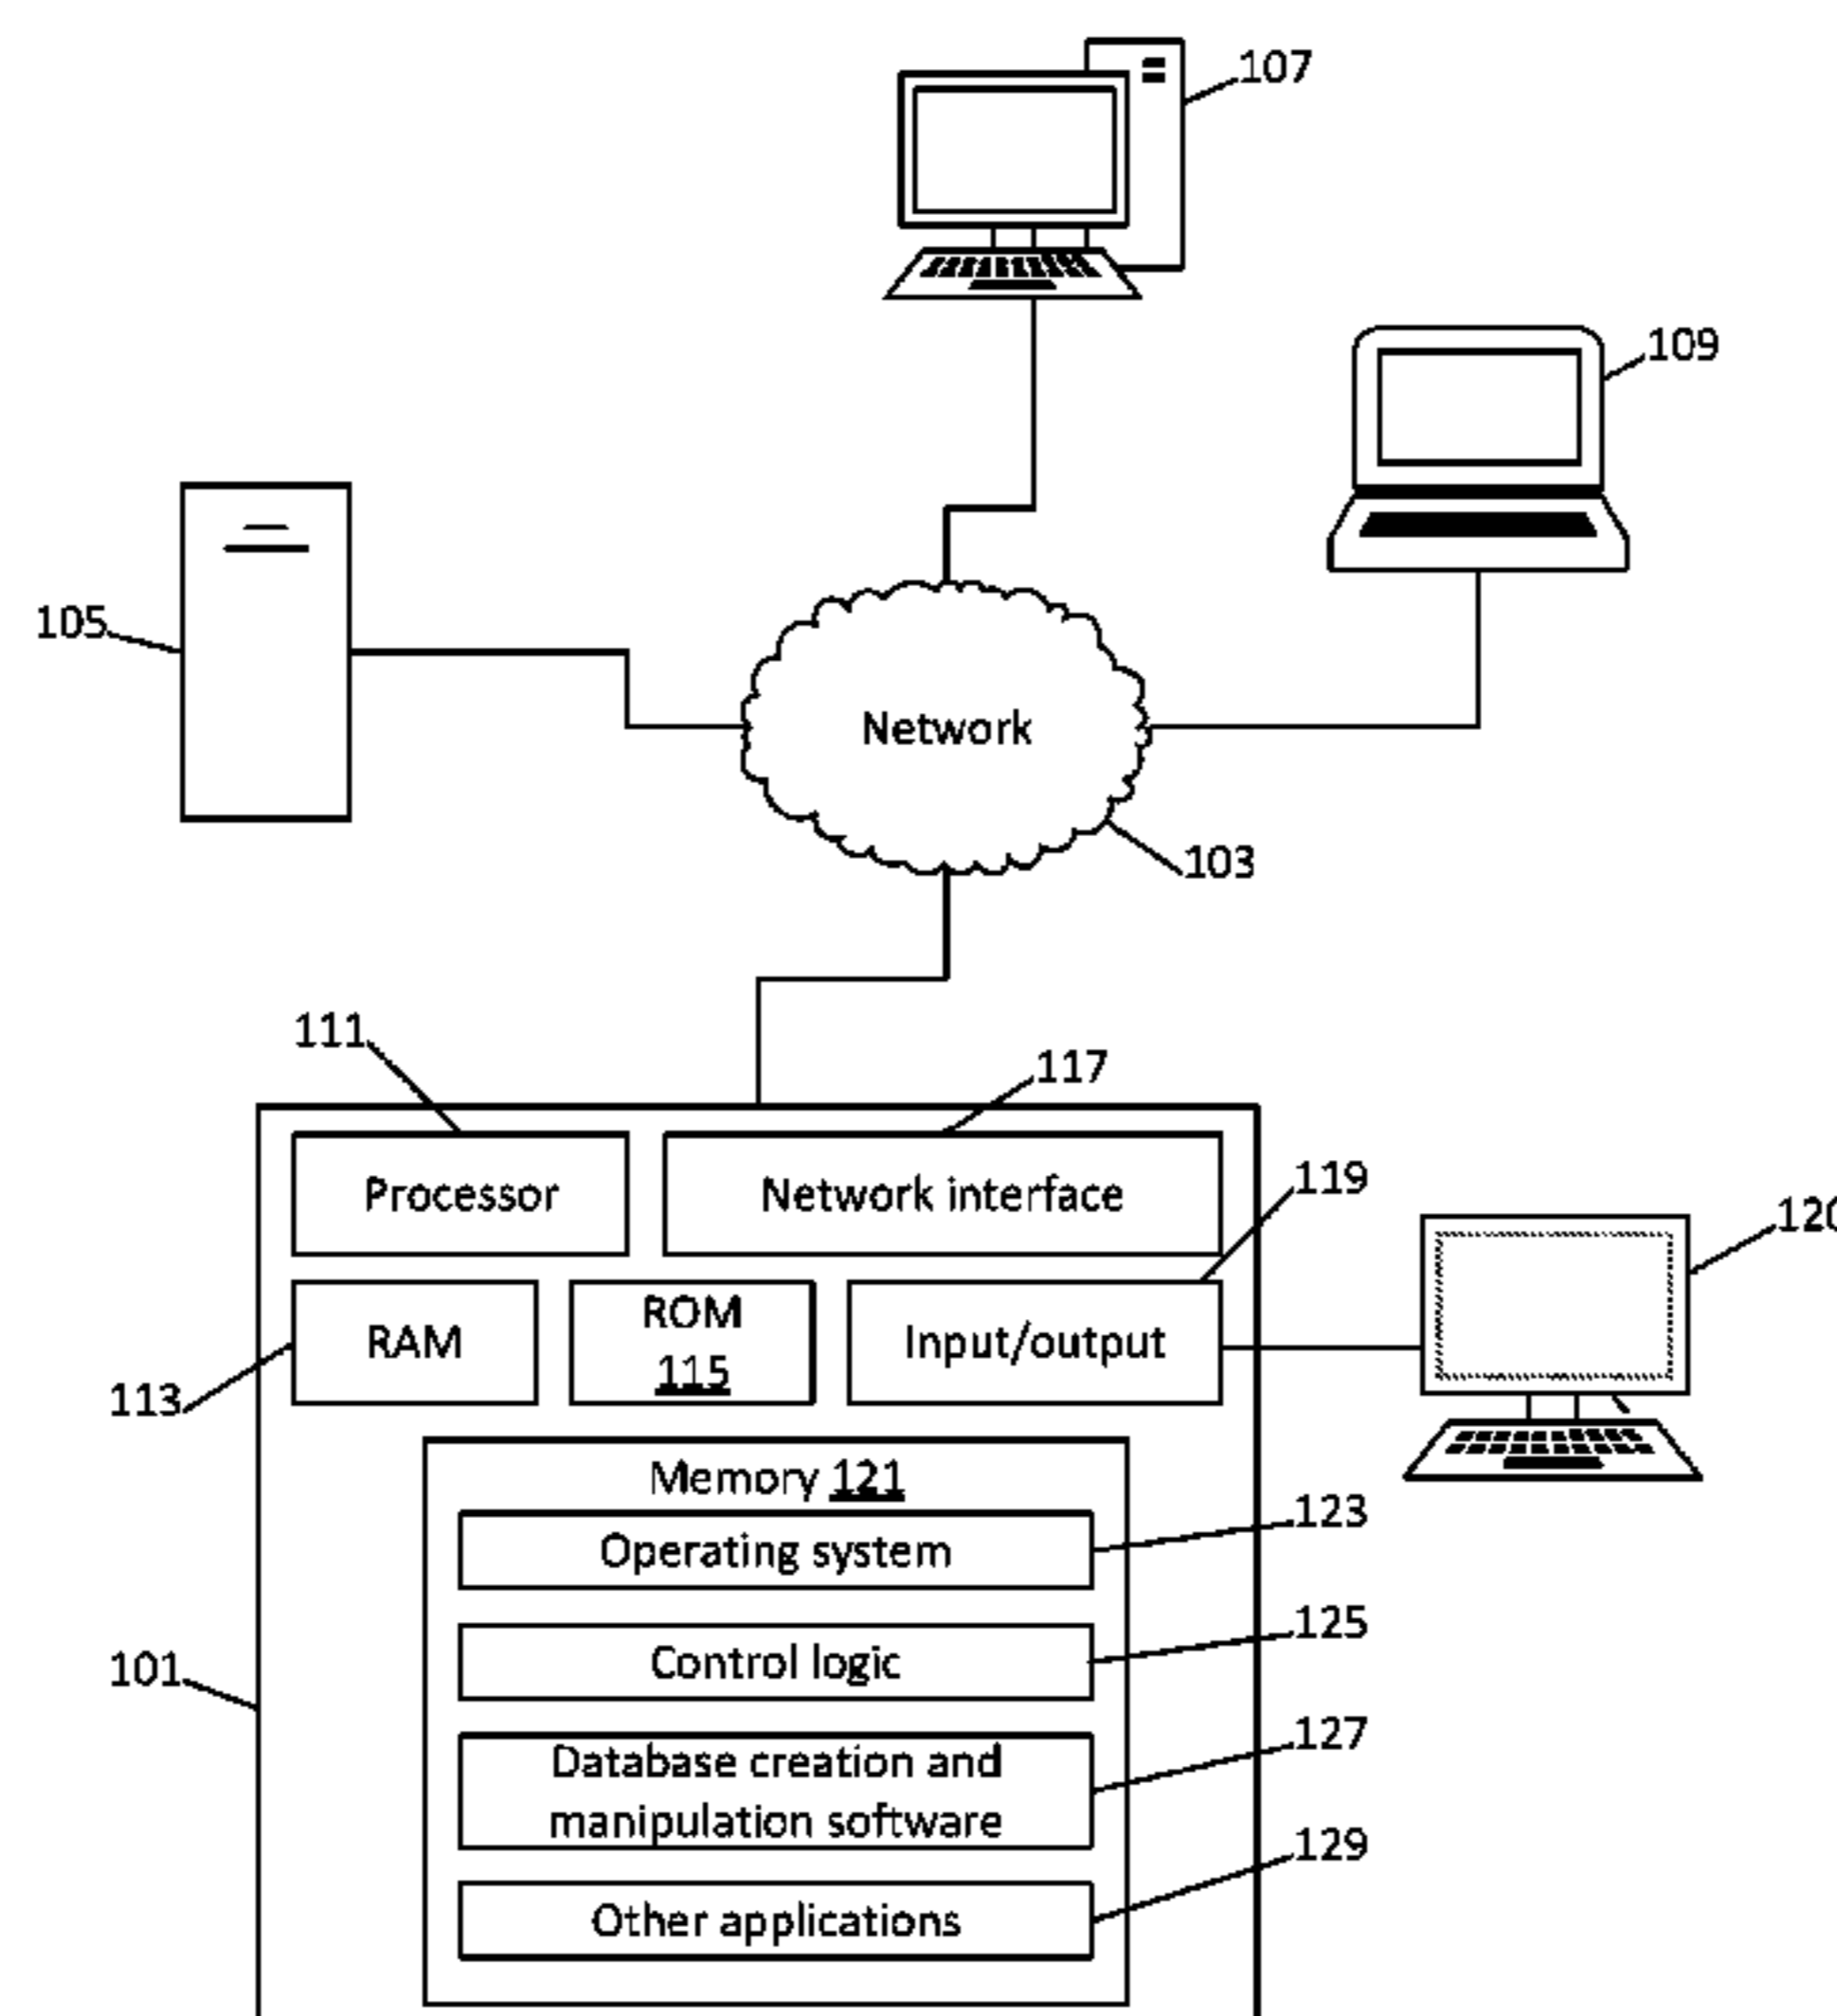 107
109
105
Network
103
111
117
Processor
Network interface
119
RAM
ROM
115
Input/output
113
Memory 121
Operating system
123
Control logic
125
101
Database creation and
manipulation software
127
Other applications
129